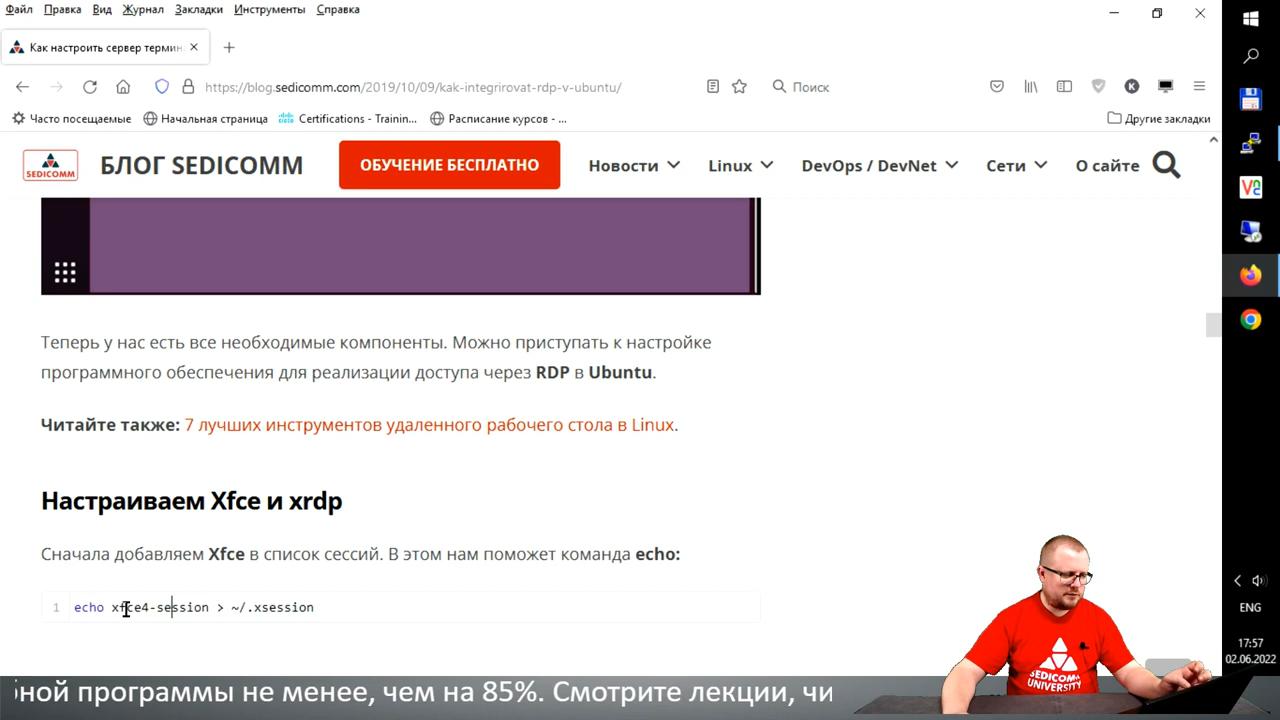 Файл Правка Вид Журнал Закладки Инструменты Справка
Как настроить сервер термин
https://blog.sedicomm.com/2019/10/09/kak-integrirovat-rdp-v-ubuntu/
Поиск
Часто посещаемые Начальная страница Certifications - Trainin... Расписание курсов - ... Другие закладки
SEDICOMM БЛОГ SEDICOMM ОБУЧЕНИЕ БЕСПЛАТНО Новости Linux DevOps / DevNet Сети О сайте
Теперь у нас есть все необходимые компоненты. Можно приступать к настройке
программного обеспечения для реализации доступа через RDP в Ubuntu.
Читайте также: 7 лучших инструментов удаленного рабочего стола в Linux.
Настраиваем Xfce и xrdp
Сначала добавляем Xfce в список сессий. В этом нам поможет команда echo:
1 echo xfce4-session > ~/.xsession
ENG
17:57
02.06.2022
SEDICOMM
UNIVERSITY
бной программы не менее, чем на 85%. Смотрите лекции, чи